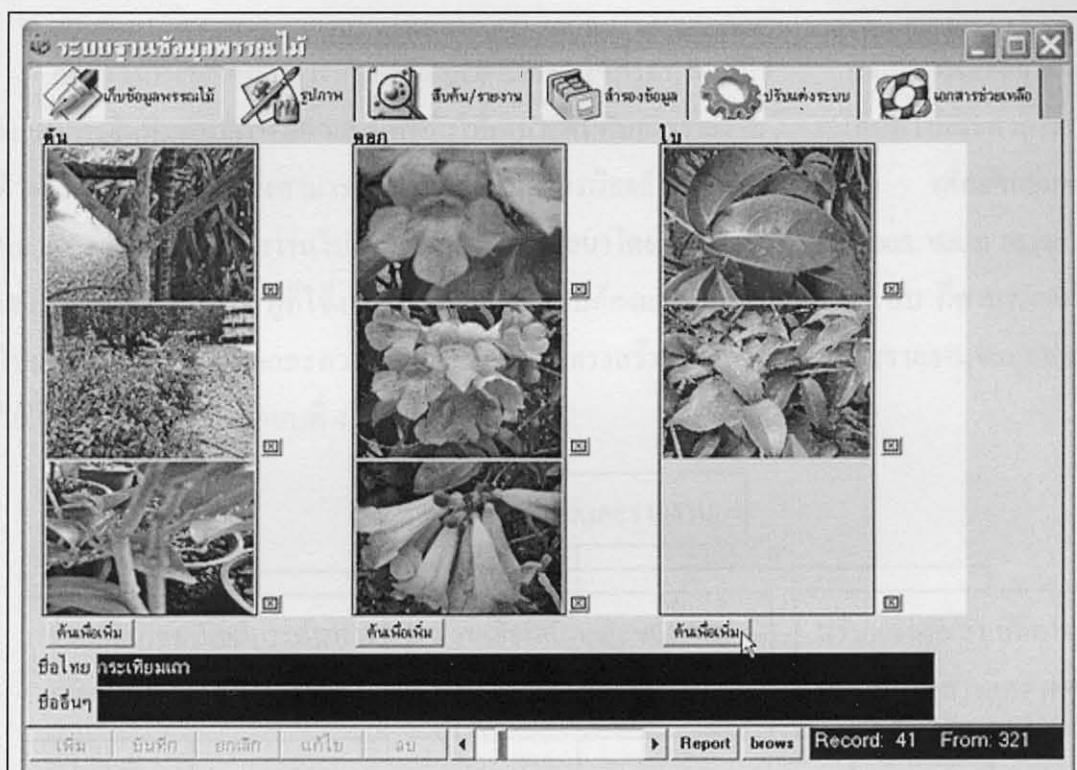 ระบบฐานข้อมูลพรรณไม้
เก็บข้อมูลพรรณไม้ รูปภาพ สืบค้น/รายงาน สำรองข้อมูล ปรับแต่งระบบ เอกสารช่วยเหลือ
ต้น ดอก ใบ
ค้นเพื่อเพิ่ม ค้นเพื่อเพิ่ม ค้นเพื่อเพิ่ม
ชื่อไทย กระเทียมเถา
ชื่ออื่นๆ
เพิ่ม บันทึก ยกเลิก แก้ไข ลบ Report brows Record: 41 From: 321